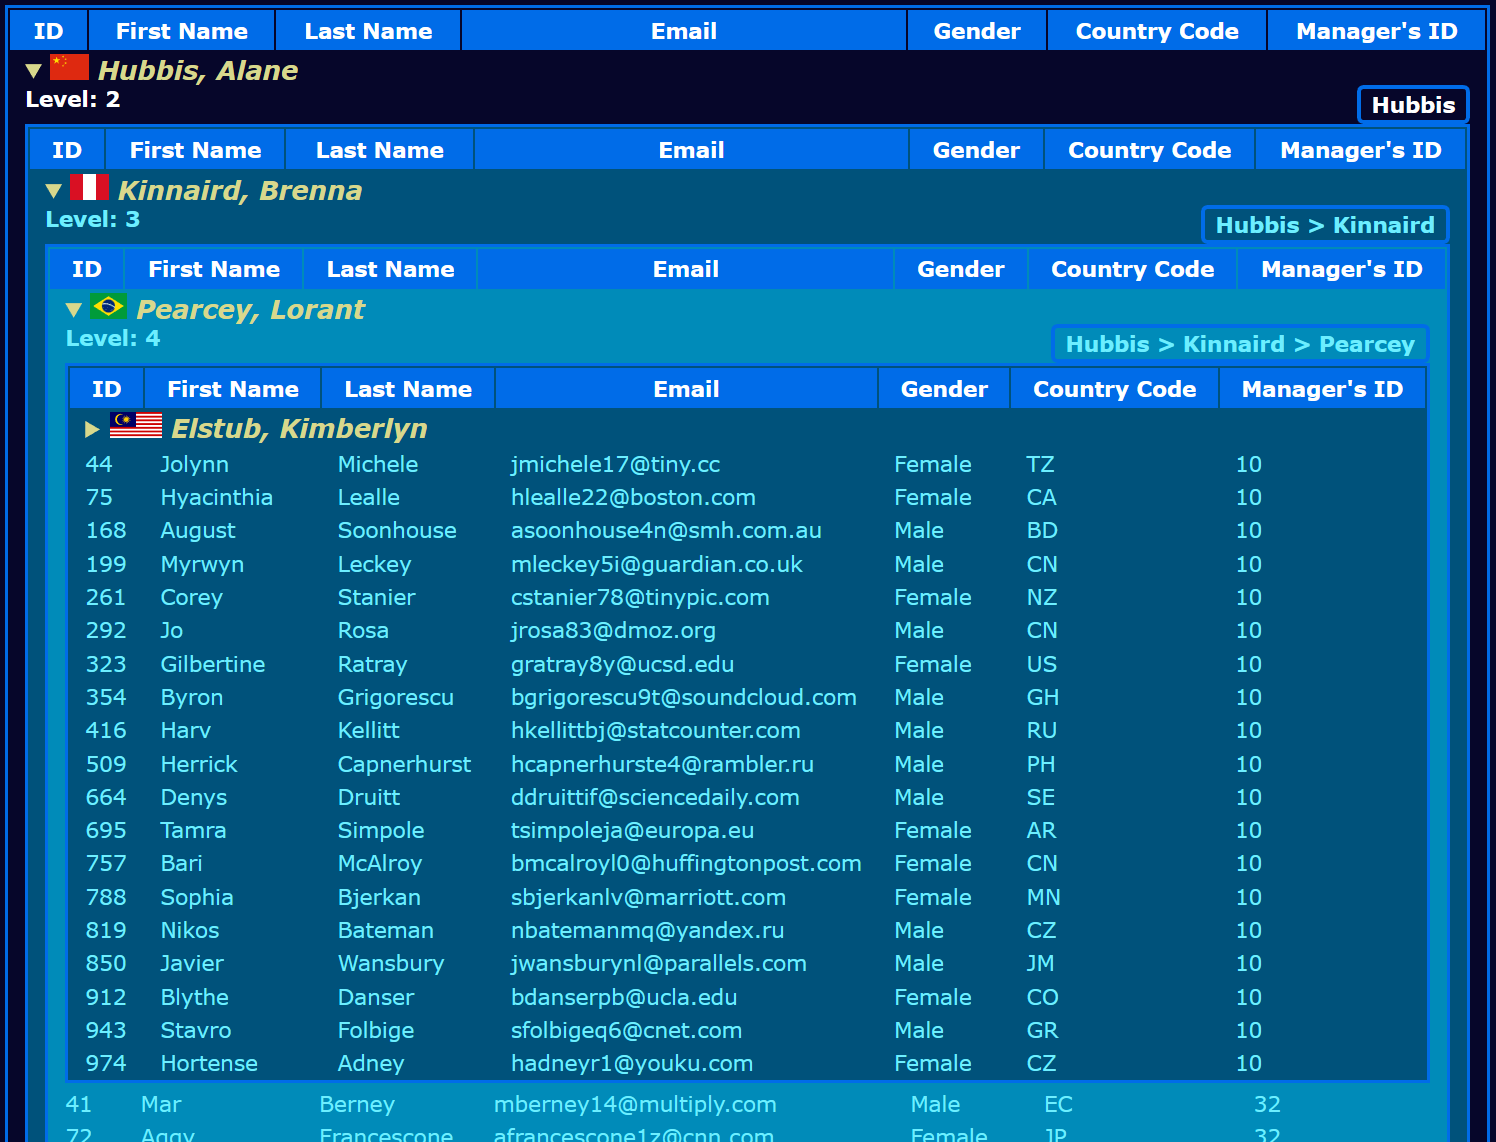 ID First Name Last Name Email Gender Country Code Manager's ID
Hubbis, Alane
Level: 2
Hubbis
ID First Name Last Name Email Gender Country Code Manager's ID
Kinnaird, Brenna
Level: 3
Hubbis > Kinnaird
ID First Name Last Name Email Gender Country Code Manager's ID
Pearcey, Lorant
Level: 4
Hubbis > Kinnaird > Pearcey
ID First Name Last Name Email Gender Country Code Manager's ID
Elstub, Kimberlyn
44 Jolynn Michele jmichele17@tiny.cc Female TZ 10
75 Hyacinthia Lealle hlealle22@boston.com Female CA 10
168 August Soonhouse asoonhouse4n@smh.com.au Male BD 10
199 Myrwyn Leckey mleckey5i@guardian.co.uk Male CN 10
261 Corey Stanier cstanier78@tinypic.com Female NZ 10
292 Jo Rosa jrosa83@dmoz.org Male CN 10
323 Gilbertine Ratray gratray8y@ucsd.edu Female US 10
354 Byron Grigorescu bgrigorescu9t@soundcloud.com Male GH 10
416 Harv Kellitt hkellittbj@statcounter.com Male RU 10
509 Herrick Capnerhurst hcapnerhurste4@rambler.ru Male PH 10
664 Denys Druitt ddruittif@sciencedaily.com Male SE 10
695 Tamra Simpole tsimpoleja@europa.eu Female AR 10
757 Bari McAlroy bmcalroyl0@huffingtonpost.com Female CN 10
788 Sophia Bjerkan sbjerkanlv@marriott.com Female MN 10
819 Nikos Bateman nbatemanmq@yandex.ru Male CZ 10
850 Javier Wansbury jwansburynl@parallels.com Male JM 10
912 Blythe Danser bdanserpb@ucla.edu Female CO 10
943 Stavro Folbige sfolbigeq6@cnet.com Male GR 10
974 Hortense Adney hadneyr1@youku.com Female CZ 10
41 Mar Berney mberney14@multiply.com Male EC 32
72 Aggy Francescone afrancescone1z@cnn.com Female JP 32